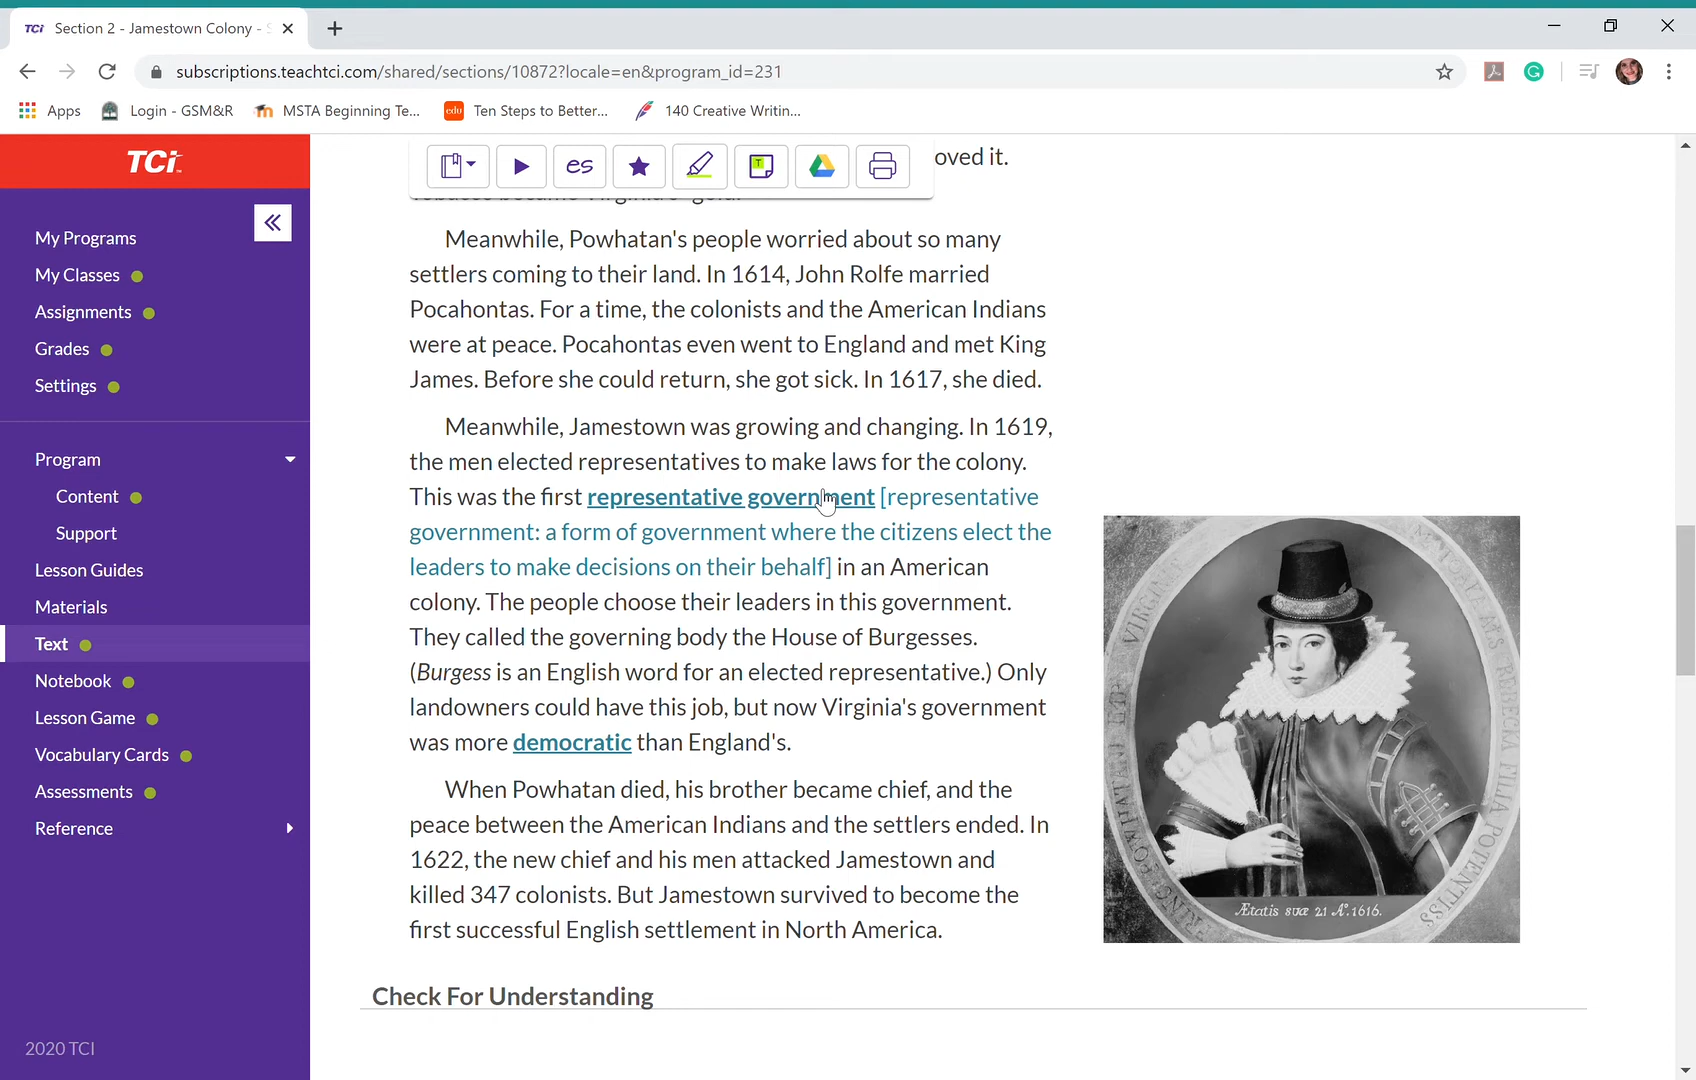 TCi Section 2 - Jamestown Colony - S
subscriptions.teachtci.com/shared/sections/10872?locale=en&program_id=231
Apps Login - GSM&R MSTA Beginning Te... edu Ten Steps to Better... 140 Creative Writin...
TCi
My Programs
My Classes
Assignments
Grades
Settings
Program
Content
Support
Lesson Guides
Materials
Text
Notebook
Lesson Game
Vocabulary Cards
Assessments
Reference
2020 TCI
es T
oved it.
Meanwhile, Powhatan's people worried about so many
settlers coming to their land. In 1614, John Rolfe married
Pocahontas. For a time, the colonists and the American Indians
were at peace. Pocahontas even went to England and met King
James. Before she could return, she got sick. In 1617, she died.
Meanwhile, Jamestown was growing and changing. In 1619,
the men elected representatives to make laws for the colony.
This was the first representative government [representative
government: a form of government where the citizens elect the
leaders to make decisions on their behalf] in an American
colony. The people choose their leaders in this government.
They called the governing body the House of Burgesses.
(Burgess is an English word for an elected representative.) Only
landowners could have this job, but now Virginia's government
was more democratic than England's.
When Powhatan died, his brother became chief, and the
peace between the American Indians and the settlers ended. In
1622, the new chief and his men attacked Jamestown and
killed 347 colonists. But Jamestown survived to become the
first successful English settlement in North America.
Ætatis suæ 21 Aº. 1616.
Check For Understanding